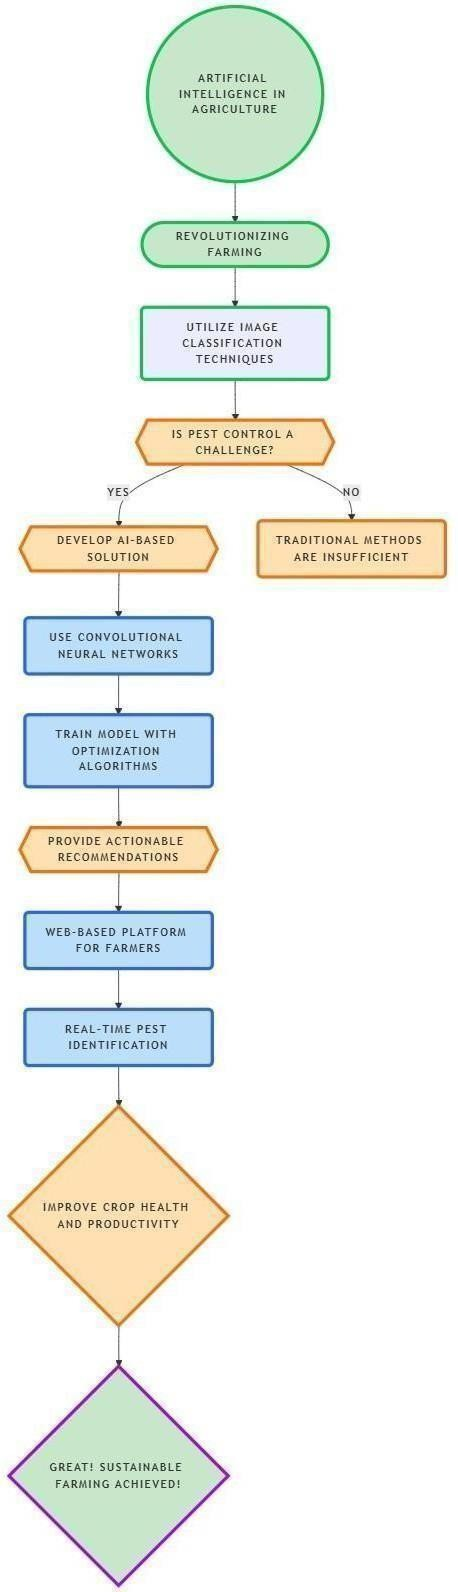 ARTIFICIAL
INTELLIGENCE IN
AGRICULTURE
REVOLUTIONIZING
FARMING
UTILIZE IMAGE
CLASSIFICATION
TECHNIQUES
IS PEST CONTROL A
CHALLENGE?
YES
NO
DEVELOP AI-BASED
SOLUTION
TRADITIONAL METHODS
ARE INSUFFICIENT
USE CONVOLUTIONAL
NEURAL NETWORKS
TRAIN MODEL WITH
OPTIMIZATION
ALGORITHMS
PROVIDE ACTIONABLE
RECOMMENDATIONS
WEB-BASED PLATFORM
FOR FARMERS
REAL-TIME PEST
IDENTIFICATION
IMPROVE CROP HEALTH
AND PRODUCTIVITY
GREAT! SUSTAINABLE
FARMING ACHIEVED!